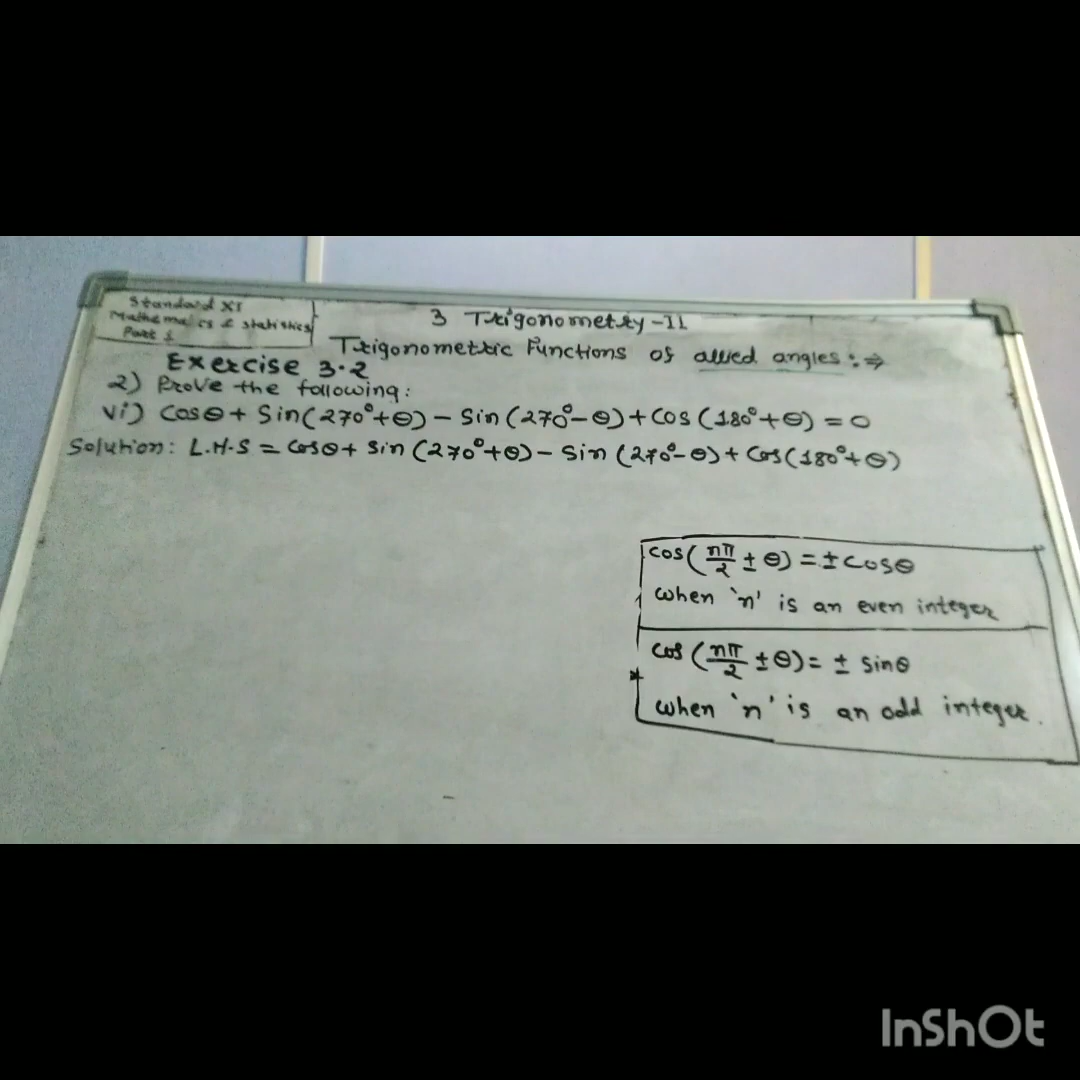 Standard XI
Mathematics & statistics
Part 1
3 Trigonometry-II
Trigonometric Functions of allied angles:⇒
Exercise 3.2
2) Prove the following:
vi) cosθ + Sin(270°+θ) − Sin(270°−θ) + Cos(180°+θ) = 0
Solution: L.H.S = Cosθ + Sin(270°+θ) − Sin(270°−θ) + Cos(180°+θ)
cos(nπ/2 ± θ) = ± cosθ
when 'n' is an even integer
cos(nπ/2 ± θ) = ± sinθ
when 'n' is an odd integer.
InShOt